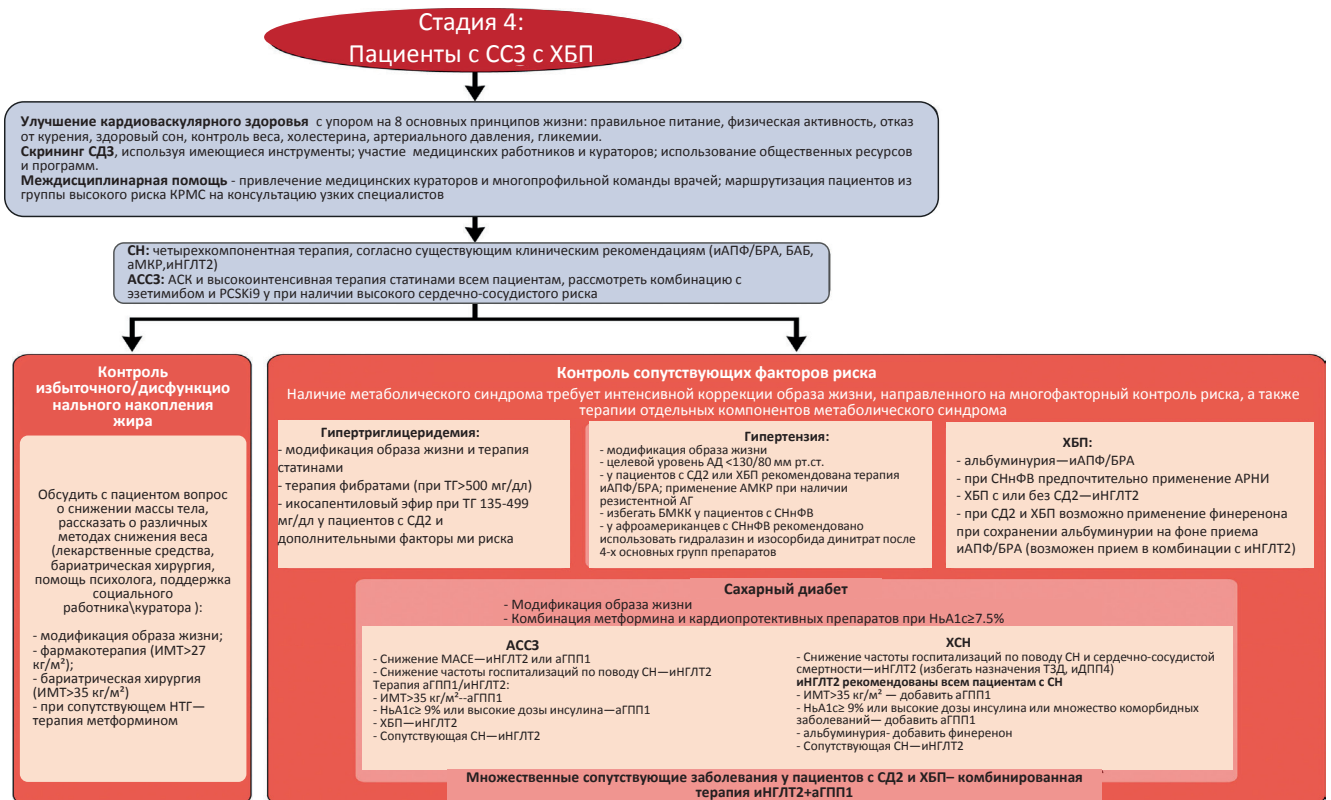 Стадия 4:
Пациенты с ССЗ с ХБП
Улучшение кардиоваскулярного здоровья с упором на 8 основных принципов жизни: правильное питание, физическая активность, отказ
от курения, здоровый сон, контроль веса, холестерина, артериального давления, гликемии.
Скрининг СДЗ, используя имеющиеся инструменты; участие медицинских работников и кураторов; использование общественных ресурсов
и программ.
Междисциплинарная помощь - привлечение медицинских кураторов и многопрофильной команды врачей; маршрутизация пациентов из
группы высокого риска КРМС на консультацию узких специалистов
СН: четырехкомпонентная терапия, согласно существующим клиническим рекомендациям (иАПФ/БРА, БАБ,
аМКР,иНГЛТ2)
АССЗ: АСК и высокоинтенсивная терапия статинами всем пациентам, рассмотреть комбинацию с
эзетимибом и PCSKi9 у при наличии высокого сердечно-сосудистого риска
Контроль
избыточного/дисфункцио
нального накопления
жира
Обсудить с пациентом вопрос
о снижении массы тела,
рассказать о различных
методах снижения веса
(лекарственные средства,
бариатрическая хирургия,
помощь психолога, поддержка
социального
работника\куратора ):
- модификация образа жизни;
- фармакотерапия (ИМТ>27
кг/м²);
- бариатрическая хирургия
(ИМТ>35 кг/м²)
- при сопутствующем НТГ—
терапия метформином
Контроль сопутствующих факторов риска
Наличие метаболического синдрома требует интенсивной коррекции образа жизни, направленного на многофакторный контроль риска, а также
терапии отдельных компонентов метаболического синдрома
Гипертриглицеридемия:
- модификация образа жизни и терапия
статинами
- терапия фибратами (при ТГ>500 мг/дл)
- икосапентиловый эфир при ТГ 135-499
мг/дл у пациентов с СД2 и
дополнительными факторы ми риска
Гипертензия:
- модификация образа жизни
- целевой уровень АД <130/80 мм рт.ст.
- у пациентов с СД2 или ХБП рекомендована терапия
иАПФ/БРА; применение АМКР при наличии
резистентной АГ
- избегать БМКК у пациентов с СНнФВ
- у афроамериканцев с СНнФВ рекомендовано
использовать гидралазин и изосорбида динитрат после
4-х основных групп препаратов
ХБП:
- альбуминурия—иАПФ/БРА
- при СНнФВ предпочтительно применение АРНИ
- ХБП с или без СД2—иНГЛТ2
- при СД2 и ХБП возможно применение финеренона
при сохранении альбуминурии на фоне приема
иАПФ/БРА (возможен прием в комбинации с иНГЛТ2)
Сахарный диабет
- Модификация образа жизни
- Комбинация метформина и кардиопротективных препаратов при НьА1с≥7.5%
АССЗ
- Снижение МАСЕ—иНГЛТ2 или аГПП1
- Снижение частоты госпитализаций по поводу СН—иНГЛТ2
Терапия аГПП1/иНГЛТ2:
- ИМТ>35 кг/м²--аГПП1
- НьА1с≥ 9% или высокие дозы инсулина—аГПП1
- ХБП—иНГЛТ2
- Сопутствующая СН—иНГЛТ2
ХСН
- Снижение частоты госпитализаций по поводу СН и сердечно-сосудистой
смертности—иНГЛТ2 (избегать назначения ТЗД, иДПП4)
иНГЛТ2 рекомендованы всем пациентам с СН
- ИМТ>35 кг/м² — добавить аГПП1
- НьА1с≥ 9% или высокие дозы инсулина или множество коморбидных
заболеваний— добавить аГПП1
- альбуминурия- добавить финеренон
- Сопутствующая СН—иНГЛТ2
Множественные сопутствующие заболевания у пациентов с СД2 и ХБП– комбинированная
терапия иНГЛТ2+аГПП1